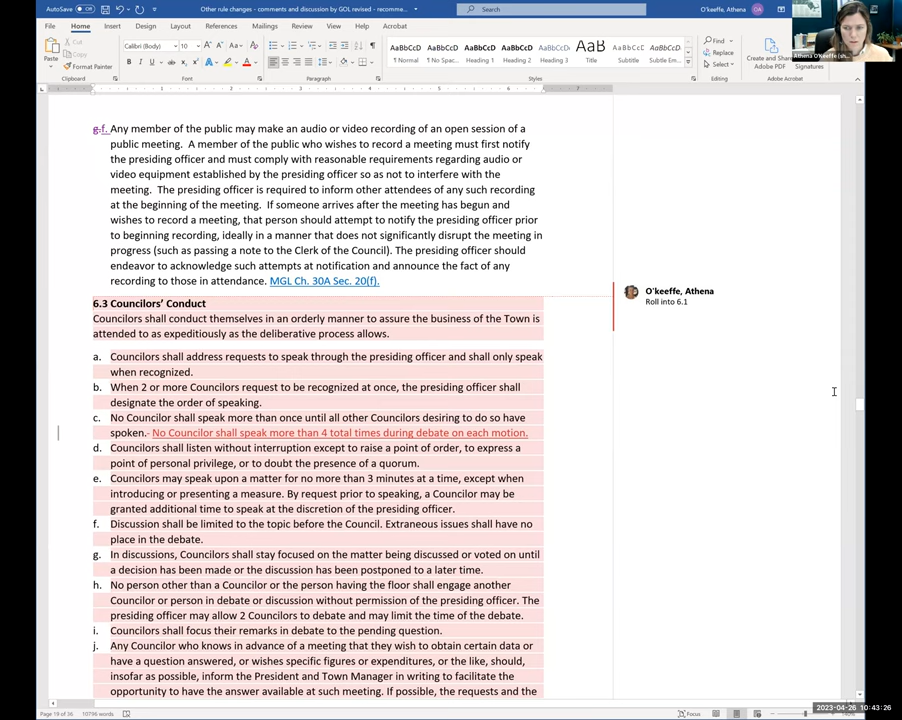 AutoSave Off
Other rule changes - comments and discussion by GOL revised - recomme...
Search
O'keeffe, Athena
OA
File Home Insert Draw Design Layout References Mailings Review View Help Acrobat
Paste
Cut
Copy
Format Painter
Calibri (Body) 10
AaBbCcD AaBbCcD AaBbCcD AaBbCcD AaBbCcD AaB AaBbCcD AaBbCcD.
¶ Normal ¶ No Spac... Heading 1 Heading 2 Heading 3 Title Subtitle Subtle Em...
Find
Replace
Select
Create and Share
Adobe PDF
Signatures
Athena O'Keeffe (sh
Clipboard Font Paragraph Styles Editing Adobe Acrobat
g.f. Any member of the public may make an audio or video recording of an open session of a
public meeting. A member of the public who wishes to record a meeting must first notify
the presiding officer and must comply with reasonable requirements regarding audio or
video equipment established by the presiding officer so as not to interfere with the
meeting. The presiding officer is required to inform other attendees of any such recording
at the beginning of the meeting. If someone arrives after the meeting has begun and
wishes to record a meeting, that person should attempt to notify the presiding officer prior
to beginning recording, ideally in a manner that does not significantly disrupt the meeting in
progress (such as passing a note to the Clerk of the Council). The presiding officer should
endeavor to acknowledge such attempts at notification and announce the fact of any
recording to those in attendance. MGL Ch. 30A Sec. 20(f).
O'keeffe, Athena
Roll into 6.1
6.3 Councilors' Conduct
Councilors shall conduct themselves in an orderly manner to assure the business of the Town is
attended to as expeditiously as the deliberative process allows.
a. Councilors shall address requests to speak through the presiding officer and shall only speak
when recognized.
b. When 2 or more Councilors request to be recognized at once, the presiding officer shall
designate the order of speaking.
c. No Councilor shall speak more than once until all other Councilors desiring to do so have
spoken. No Councilor shall speak more than 4 total times during debate on each motion.
d. Councilors shall listen without interruption except to raise a point of order, to express a
point of personal privilege, or to doubt the presence of a quorum.
e. Councilors may speak upon a matter for no more than 3 minutes at a time, except when
introducing or presenting a measure. By request prior to speaking, a Councilor may be
granted additional time to speak at the discretion of the presiding officer.
f. Discussion shall be limited to the topic before the Council. Extraneous issues shall have no
place in the debate.
g. In discussions, Councilors shall stay focused on the matter being discussed or voted on until
a decision has been made or the discussion has been postponed to a later time.
h. No person other than a Councilor or the person having the floor shall engage another
Councilor or person in debate or discussion without permission of the presiding officer. The
presiding officer may allow 2 Councilors to debate and may limit the time of the debate.
i. Councilors shall focus their remarks in debate to the pending question.
j. Any Councilor who knows in advance of a meeting that they wish to obtain certain data or
have a question answered, or wishes specific figures or expenditures, or the like, should,
insofar as possible, inform the President and Town Manager in writing to facilitate the
opportunity to have the answer available at such meeting. If possible, the requests and the
Page 19 of 36 10796 words
Focus
2023-04-26 10:43:26